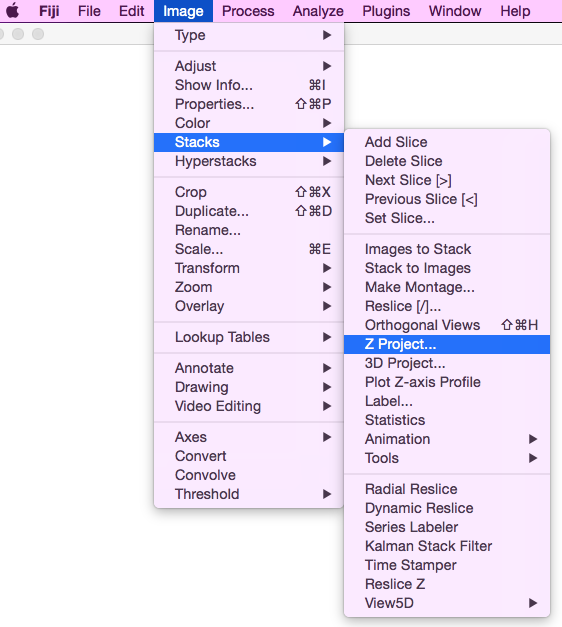 Fiji File Edit Image Process Analyze Plugins Window Help
Type
Adjust
Show Info... ⌘I
Properties... ⇧⌘P
Color
Stacks
Hyperstacks
Crop ⇧⌘X
Duplicate... ⇧⌘D
Rename...
Scale... ⌘E
Transform
Zoom
Overlay
Lookup Tables
Annotate
Drawing
Video Editing
Axes
Convert
Convolve
Threshold
Add Slice
Delete Slice
Next Slice [>]
Previous Slice [<]
Set Slice...
Images to Stack
Stack to Images
Make Montage...
Reslice [/]...
Orthogonal Views ⇧⌘H
Z Project...
3D Project...
Plot Z-axis Profile
Label...
Statistics
Animation
Tools
Radial Reslice
Dynamic Reslice
Series Labeler
Kalman Stack Filter
Time Stamper
Reslice Z
View5D